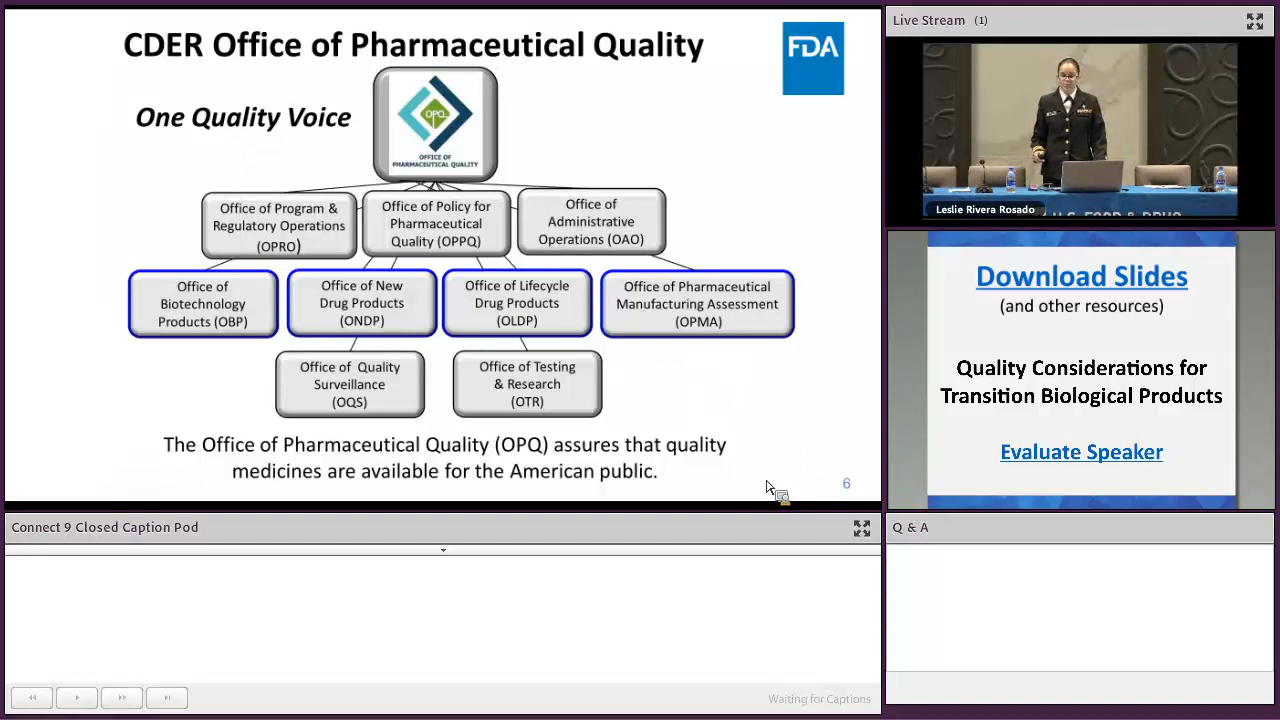 CDER Office of Pharmaceutical Quality
FDA
One Quality Voice
OPQ
OFFICE OF
PHARMACEUTICAL QUALITY
Office of Program &
Regulatory Operations
(OPRO)
Office of Policy for
Pharmaceutical
Quality (OPPQ)
Office of
Administrative
Operations (OAO)
Office of
Biotechnology
Products (OBP)
Office of New
Drug Products
(ONDP)
Office of Lifecycle
Drug Products
(OLDP)
Office of Pharmaceutical
Manufacturing Assessment
(OPMA)
Office of Quality
Surveillance
(OQS)
Office of Testing
& Research
(OTR)
The Office of Pharmaceutical Quality (OPQ) assures that quality
medicines are available for the American public.
6
Live Stream (1)
Leslie Rivera Rosado
U.S. FOOD & DRUG
Download Slides
(and other resources)
Quality Considerations for
Transition Biological Products
Evaluate Speaker
Connect 9 Closed Caption Pod
Waiting for Captions
Q & A